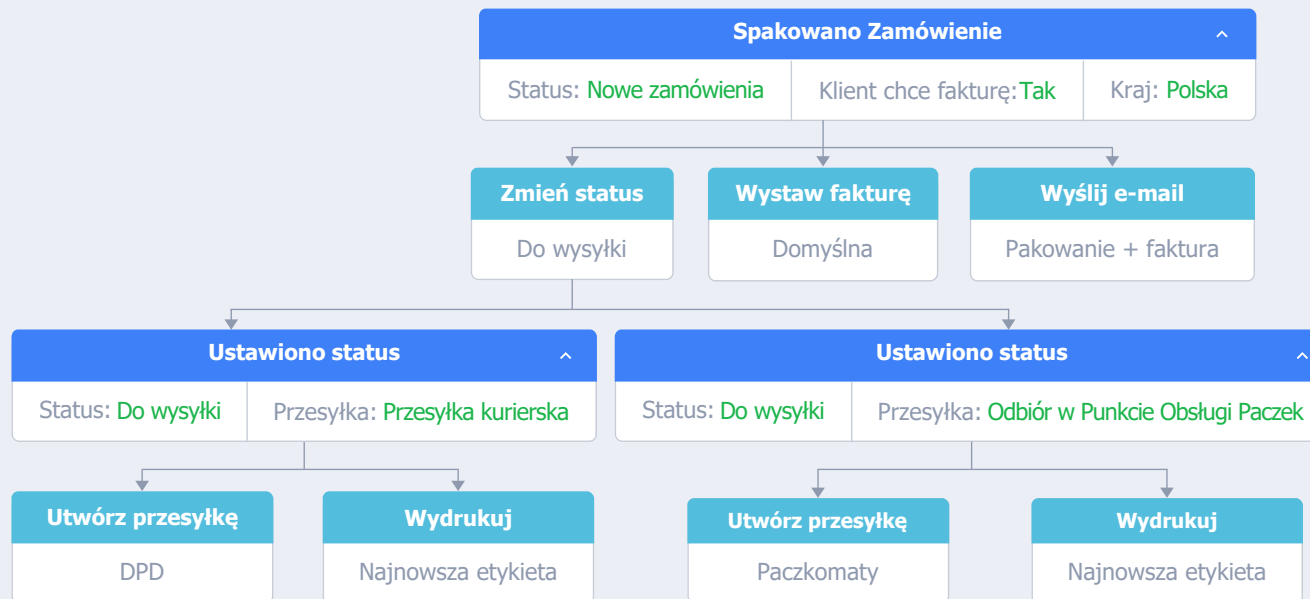 Spakowano Zamówienie
Status: Nowe zamówienia Klient chce fakturę: Tak Kraj: Polska
Zmień status Wystaw fakturę Wyślij e-mail
Do wysyłki Domyślna Pakowanie + faktura
Ustawiono status Ustawiono status
Status: Do wysyłki Przesyłka: Przesyłka kurierska Status: Do wysyłki Przesyłka: Odbiór w Punkcie Obsługi Paczek
Utwórz przesyłkę Wydrukuj Utwórz przesyłkę Wydrukuj
DPD Najnowsza etykieta Paczkomaty Najnowsza etykieta